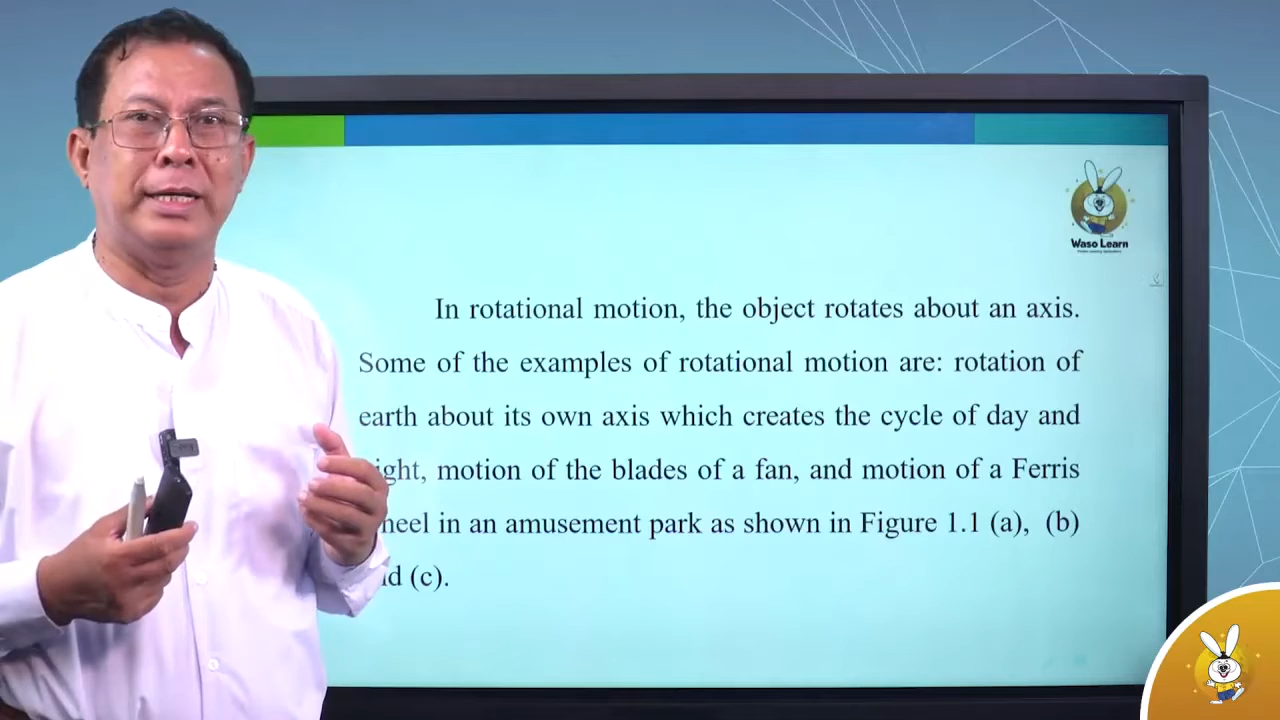 Waso Learn
In rotational motion, the object rotates about an axis.
Some of the examples of rotational motion are: rotation of
earth about its own axis which creates the cycle of day and
ight, motion of the blades of a fan, and motion of a Ferris
heel in an amusement park as shown in Figure 1.1 (a), (b)
(c).